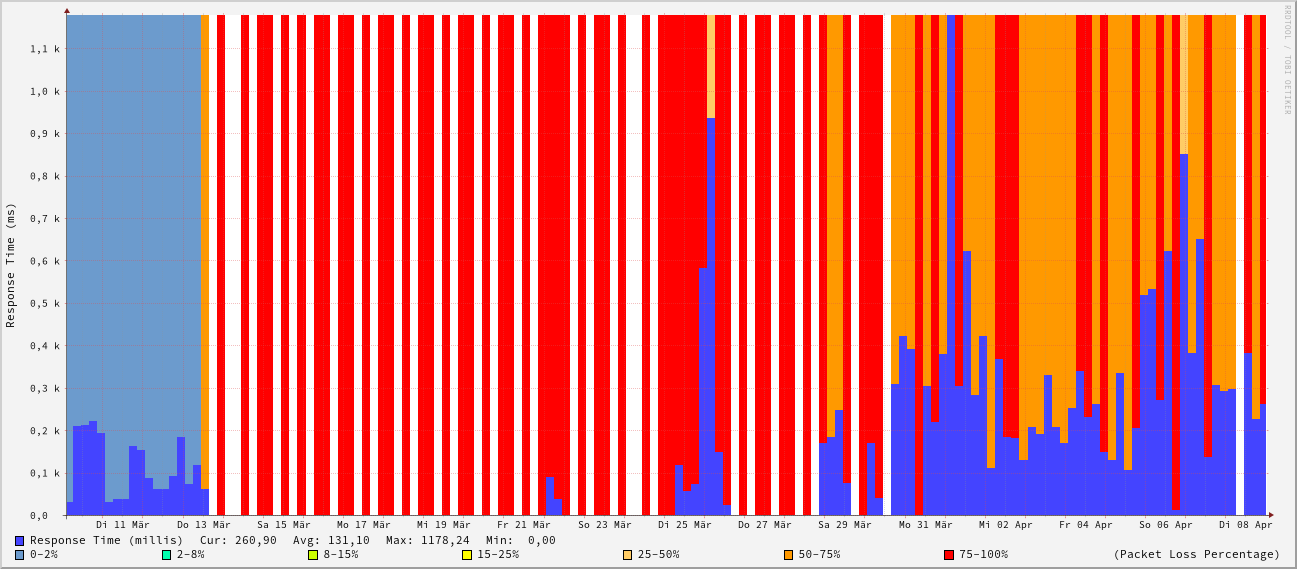 RRDTOOL / TOBI OETIKER
Response Time (ms)
1,1 k
1,0 k
0,9 k
0,8 k
0,7 k
0,6 k
0,5 k
0,4 k
0,3 k
0,2 k
0,1 k
0,0
Di 11 Mär Do 13 Mär Sa 15 Mär Mo 17 Mär Mi 19 Mär Fr 21 Mär So 23 Mär Di 25 Mär Do 27 Mär Sa 29 Mär Mo 31 Mär Mi 02 Apr Fr 04 Apr So 06 Apr Di 08 Apr
Response Time (millis) Cur: 260,90 Avg: 131,10 Max: 1178,24 Min: 0,00
0-2% 2-8% 8-15% 15-25% 25-50% 50-75% 75-100% (Packet Loss Percentage)